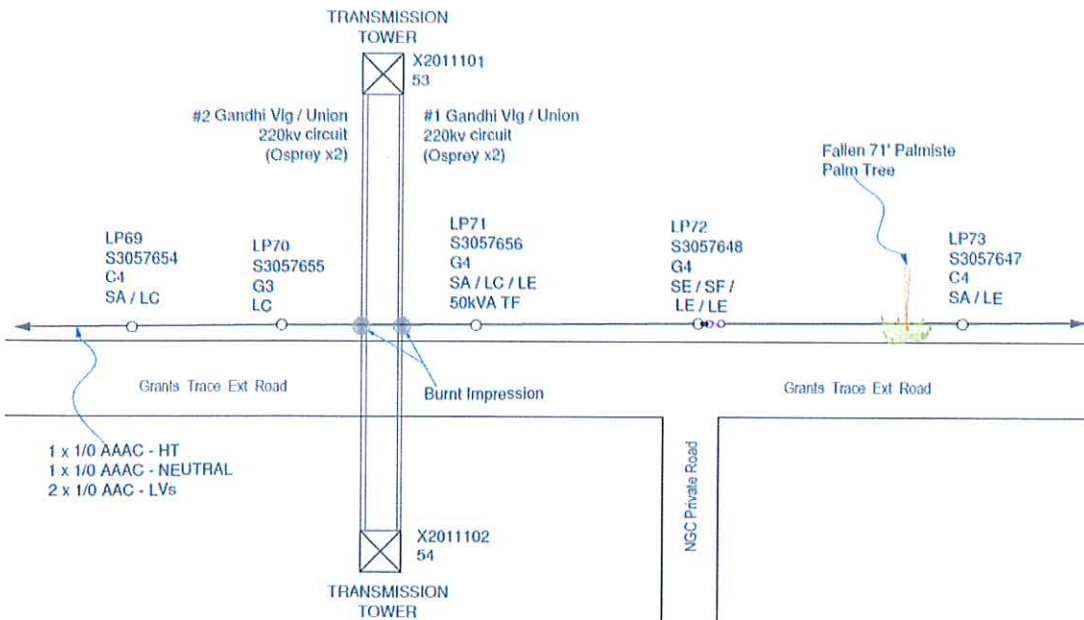 TRANSMISSION
TOWER
X2011101
53
#2 Gandhi Vlg / Union
220kv circuit
(Osprey x2)
#1 Gandhi Vlg / Union
220kv circuit
(Osprey x2)
Fallen 71' Palmiste
Palm Tree
LP69
S3057654
C4
SA / LC
LP70
S3057655
G3
LC
LP71
S3057656
G4
SA / LC / LE
50kVA TF
LP72
S3057648
G4
SE / SF /
LE / LE
LP73
S3057647
C4
SA / LE
Grants Trace Ext Road
Burnt Impression
Grants Trace Ext Road
1 x 1/0 AAAC - HT
1 x 1/0 AAAC - NEUTRAL
2 x 1/0 AAC - LVs
NGC Private Road
X2011102
54
TRANSMISSION
TOWER